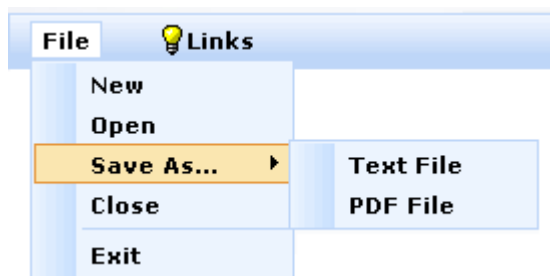 File Links
New
Open
Save As... Text File
Close PDF File
Exit